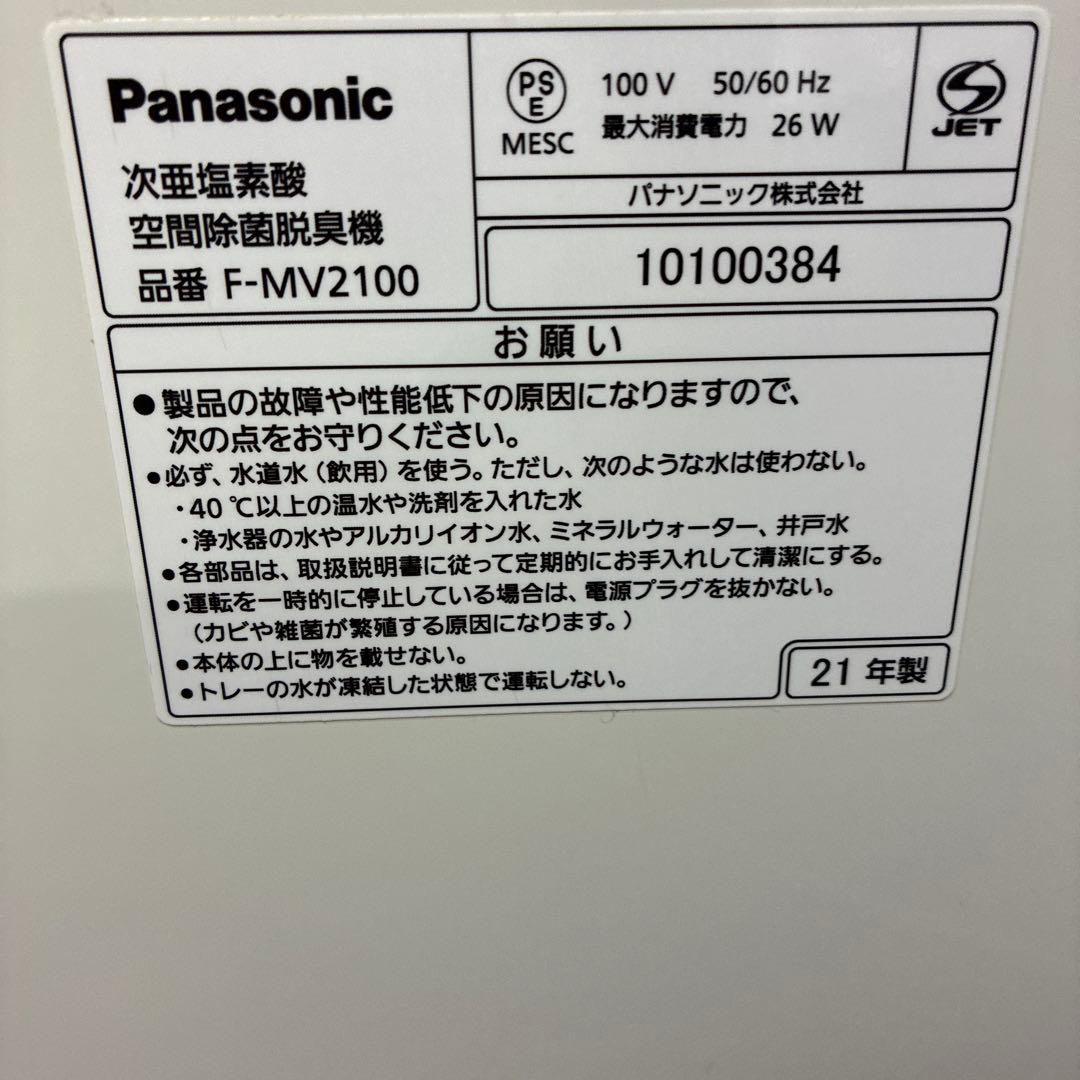 Panasonic
次亜塩素酸
空間除菌脱臭機
品番 F-MV2100
PS
E
MESC
100 V 50/60 Hz
最大消費電力 26 W
JET
パナソニック株式会社
10100384
お願い
●製品の故障や性能低下の原因になりますので、
次の点をお守りください。
●必ず、水道水（飲用）を使う。ただし、次のような水は使わない。
・40 ℃以上の温水や洗剤を入れた水
・浄水器の水やアルカリイオン水、ミネラルウォーター、井戸水
●各部品は、取扱説明書に従って定期的にお手入れして清潔にする。
●運転を一時的に停止している場合は、電源プラグを抜かない。
（カビや雑菌が繁殖する原因になります。）
●本体の上に物を載せない。
●トレーの水が凍結した状態で運転しない。
21 年製